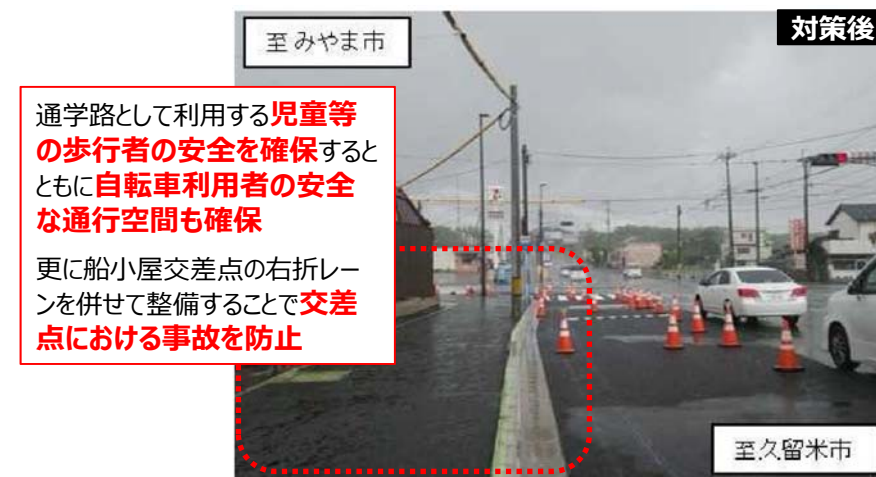 対策後
至 みやま市
通学路として利用する児童等
の歩行者の安全を確保すると
ともに自転車利用者の安全
な通行空間も確保
更に船小屋交差点の右折レー
ンを併せて整備することで交差
点における事故を防止
至久留米市